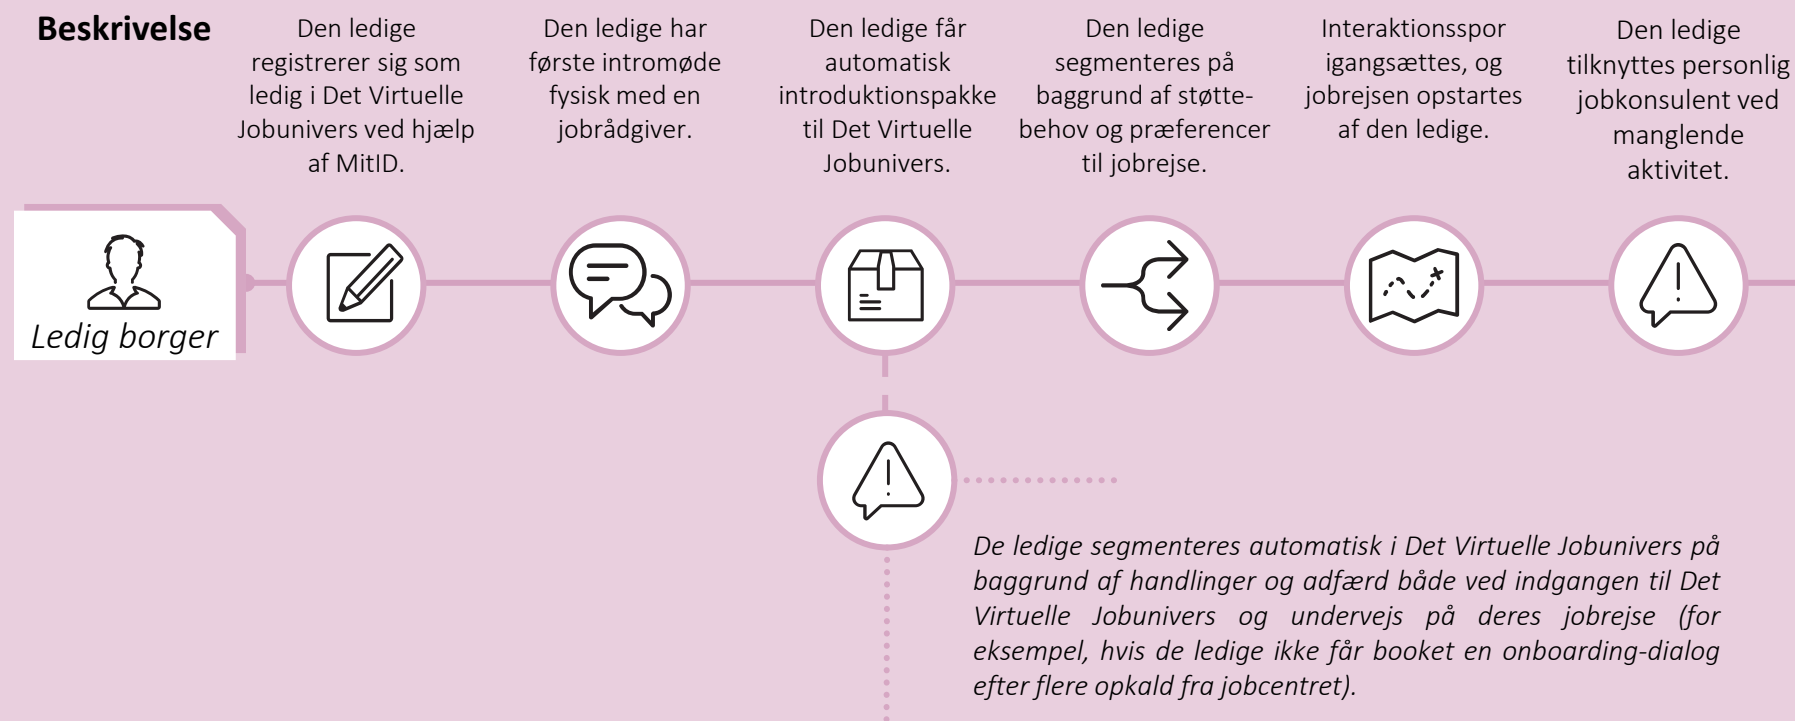 Beskrivelse
Den ledige
registrerer sig som
ledig i Det Virtuelle
Jobunivers ved hjælp
af MitID.
Den ledige har
første intromøde
fysisk med en
jobrådgiver.
Den ledige får
automatisk
introduktionspakke
til Det Virtuelle
Jobunivers.
Den ledige
segmenteres på
baggrund af støtte-
behov og præferencer
til jobrejse.
Interaktionsspor
igangsættes, og
jobrejsen opstartes
af den ledige.
Den ledige
tilknyttes personlig
jobkonsulent ved
manglende
aktivitet.
Ledig borger
De ledige segmenteres automatisk i Det Virtuelle Jobunivers på
baggrund af handlinger og adfærd både ved indgangen til Det
Virtuelle Jobunivers og undervejs på deres jobrejse (for
eksempel, hvis de ledige ikke får booket en onboarding-dialog
efter flere opkald fra jobcentret).